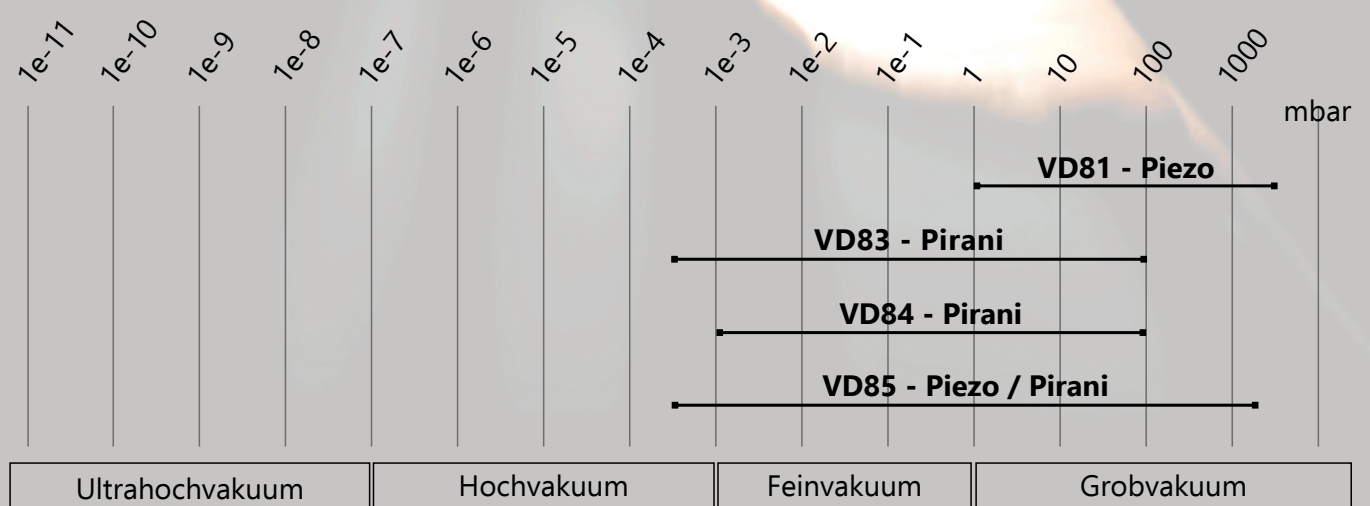 1e-11 1e-10 1e-9 1e-8 1e-7 1e-6 1e-5 1e-4 1e-3 1e-2 1e-1 1 10 100 1000
mbar
VD81 - Piezo
VD83 - Pirani
VD84 - Pirani
VD85 - Piezo / Pirani
Ultrahochvakuum Hochvakuum Feinvakuum Grobvakuum